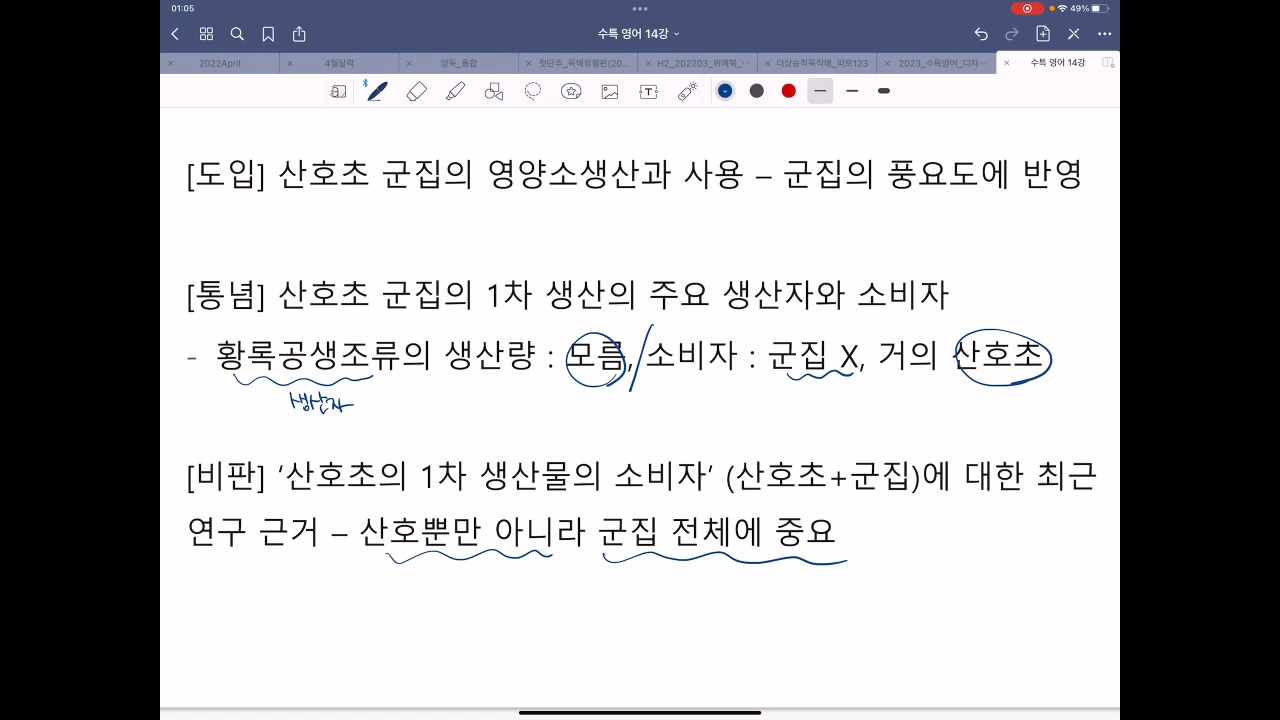 01:05
49%
수특 영어 14강
2022April
4월달력
영독_통합
첫단추_독해유형편(20...
H2_202203_위메북_...
더상승직독직해_파트123
2023_수특영어_디자...
수특 영어 14강
[도입] 산호초 군집의 영양소생산과 사용 – 군집의 풍요도에 반영
[통념] 산호초 군집의 1차 생산의 주요 생산자와 소비자
- 황록공생조류의 생산량 : 모름, 소비자 : 군집 X, 거의 산호초
생산자
[비판] ‘산호초의 1차 생산물의 소비자’ (산호초+군집)에 대한 최근
연구 근거 – 산호뿐만 아니라 군집 전체에 중요